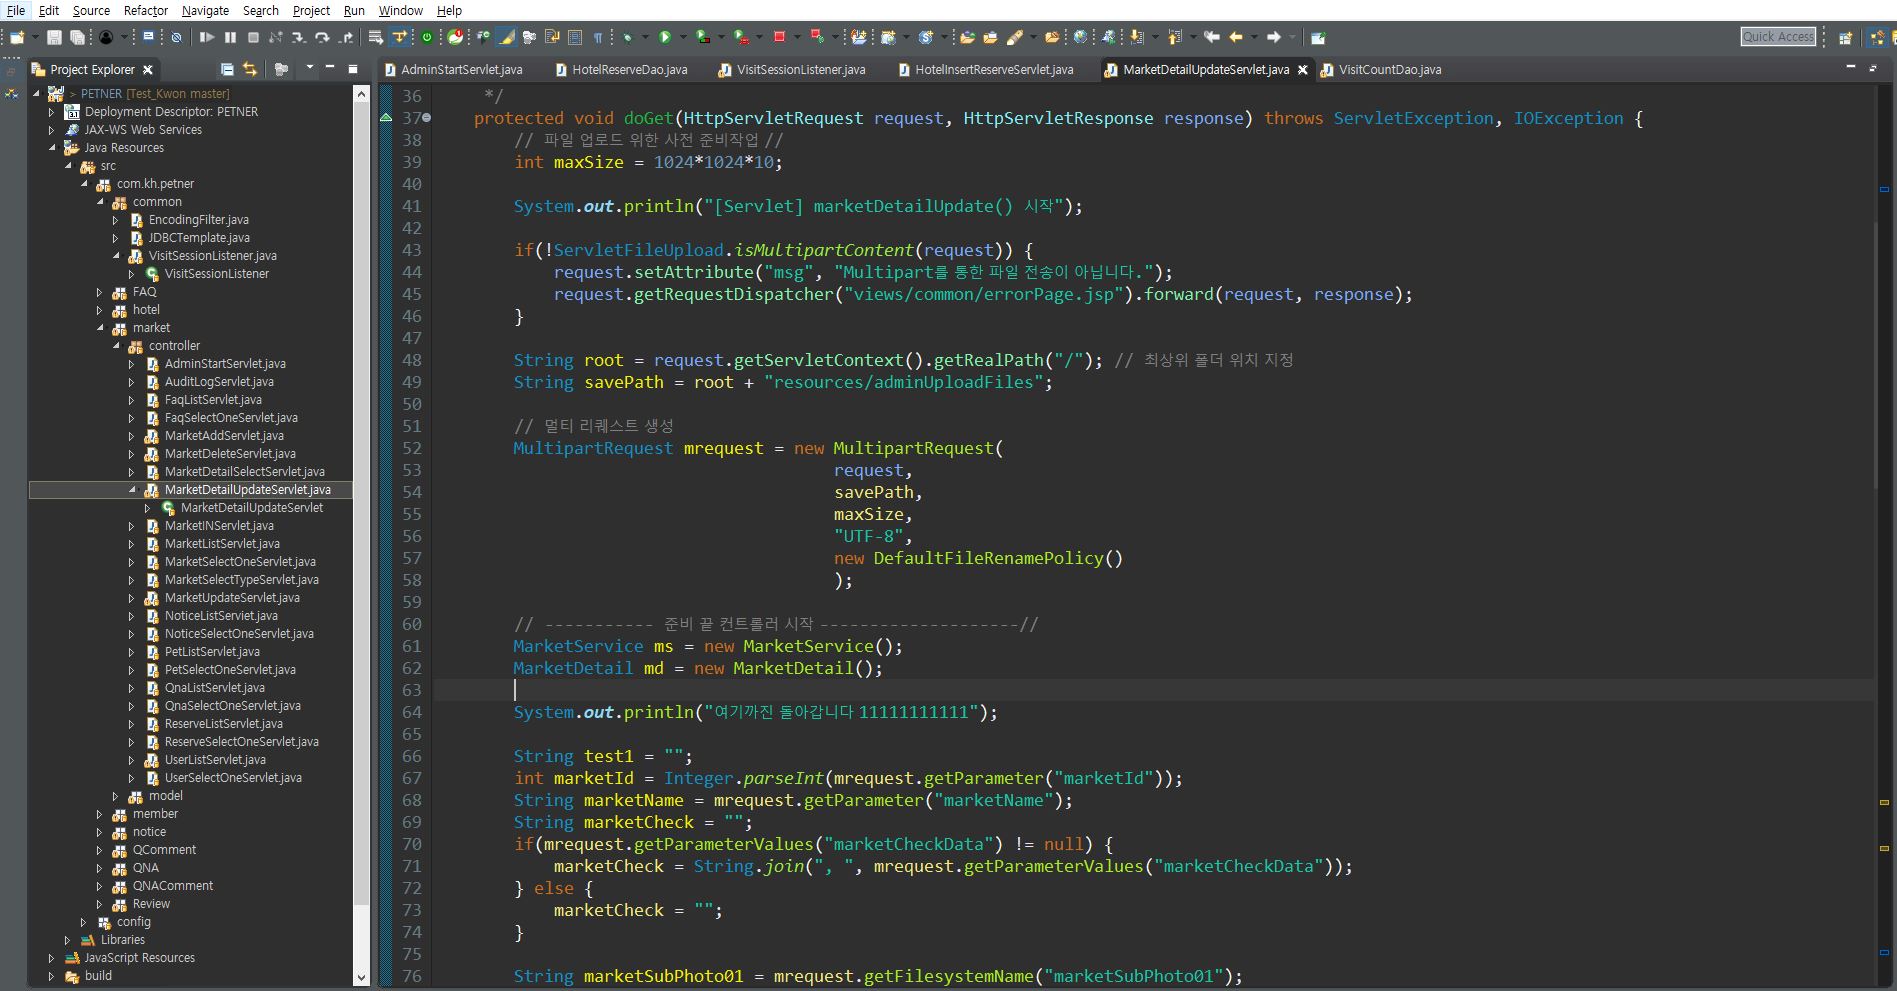 File Edit Source Refactor Navigate Search Project Run Window Help
Quick Access
Project Explorer
AdminStartServlet.java HotelReserveDao.java VisitSessionListener.java HotelInsertReserveServlet.java MarketDetailUpdateServlet.java VisitCountDao.java
> PETNER [Test_Kwon master]
Deployment Descriptor: PETNER
JAX-WS Web Services
Java Resources
src
com.kh.petner
common
EncodingFilter.java
JDBCTemplate.java
VisitSessionListener.java
VisitSessionListener
FAQ
hotel
market
controller
AdminStartServlet.java
AuditLogServlet.java
FaqListServlet.java
FaqSelectOneServlet.java
MarketAddServlet.java
MarketDeleteServlet.java
MarketDetailSelectServlet.java
MarketDetailUpdateServlet.java
MarketDetailUpdateServlet
MarketINServlet.java
MarketListServlet.java
MarketSelectOneServlet.java
MarketSelectTypeServlet.java
MarketUpdateServlet.java
NoticeListServiet.java
NoticeSelectOneServlet.java
PetListServlet.java
PetSelectOneServlet.java
QnaListServlet.java
QnaSelectOneServlet.java
ReserveListServlet.java
ReserveSelectOneServlet.java
UserListServlet.java
UserSelectOneServlet.java
model
member
notice
QComment
QNA
QNAComment
Review
config
Libraries
JavaScript Resources
build
36 */
37 protected void doGet(HttpServletRequest request, HttpServletResponse response) throws ServletException, IOException {
38 // 파일 업로드 위한 사전 준비작업 //
39 int maxSize = 1024*1024*10;
40
41 System.out.println("[Servlet] marketDetailUpdate() 시작");
42
43 if(!ServletFileUpload.isMultipartContent(request)) {
44 request.setAttribute("msg", "Multipart를 통한 파일 전송이 아닙니다.");
45 request.getRequestDispatcher("views/common/errorPage.jsp").forward(request, response);
46 }
47
48 String root = request.getServletContext().getRealPath("/"); // 최상위 폴더 위치 지정
49 String savePath = root + "resources/adminUploadFiles";
50
51 // 멀티 리퀘스트 생성
52 MultipartRequest mrequest = new MultipartRequest(
53 request,
54 savePath,
55 maxSize,
56 "UTF-8",
57 new DefaultFileRenamePolicy()
58 );
59
60 // ----------- 준비 끝 컨트롤러 시작 --------------------//
61 MarketService ms = new MarketService();
62 MarketDetail md = new MarketDetail();
63
64 System.out.println("여기까진 돌아갑니다 11111111111");
65
66 String test1 = "";
67 int marketId = Integer.parseInt(mrequest.getParameter("marketId"));
68 String marketName = mrequest.getParameter("marketName");
69 String marketCheck = "";
70 if(mrequest.getParameterValues("marketCheckData") != null) {
71 marketCheck = String.join(", ", mrequest.getParameterValues("marketCheckData"));
72 } else {
73 marketCheck = "";
74 }
75
76 String marketSubPhoto01 = mrequest.getFilesystemName("marketSubPhoto01");